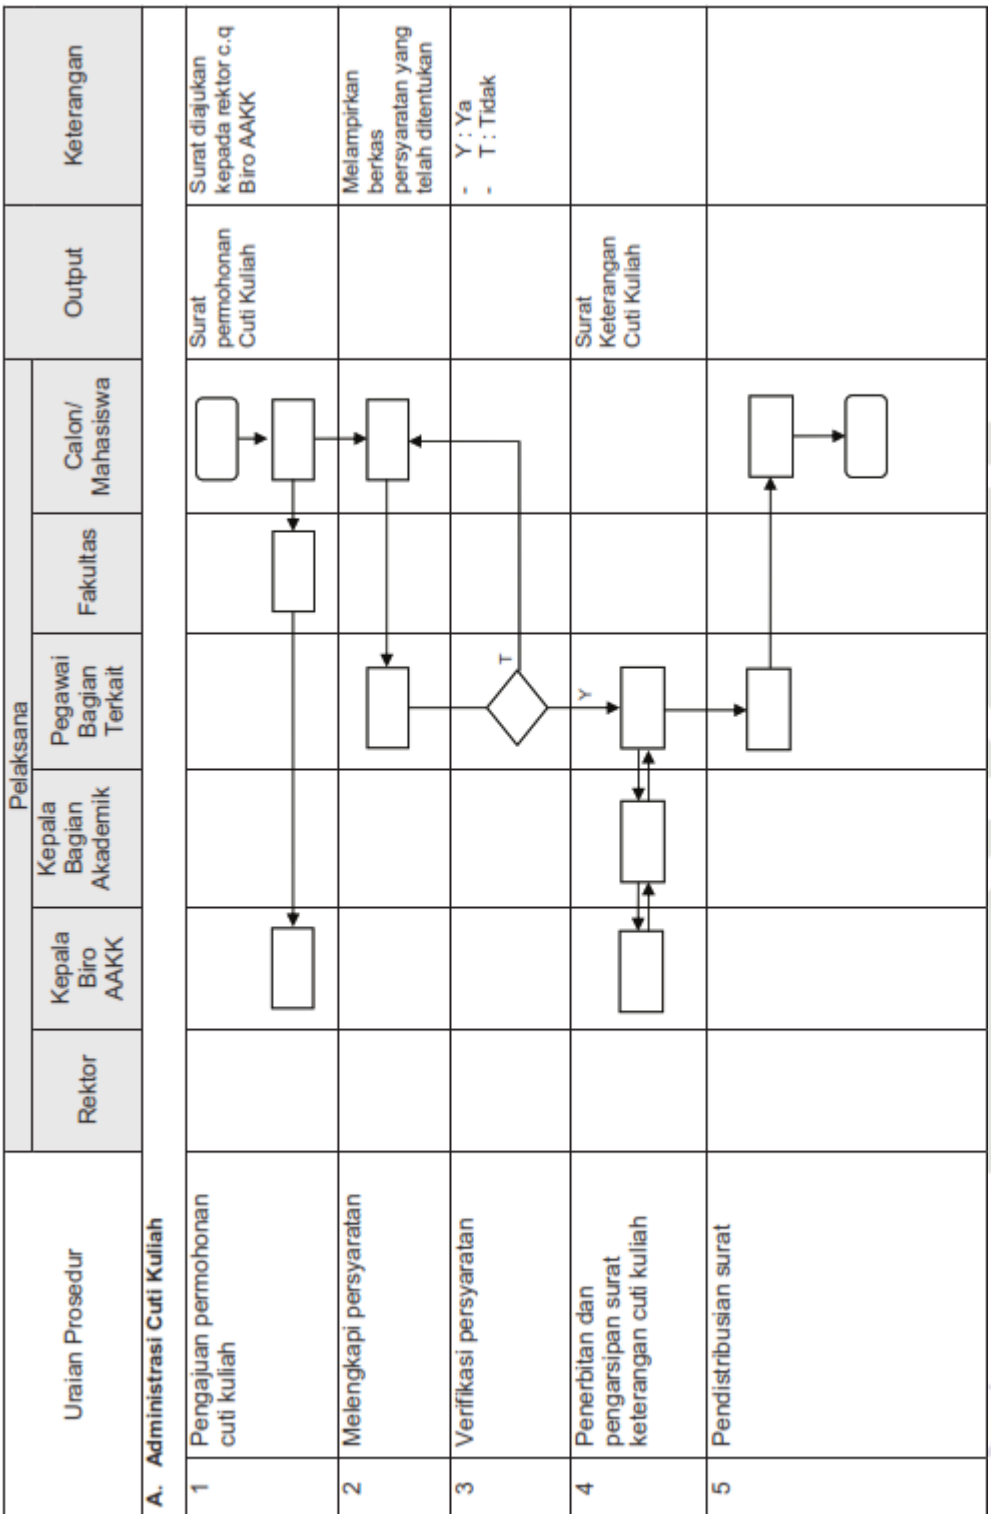 Uraian Prosedur
Pelaksana
Output
Keterangan
Rektor
Kepala
Biro
AAKK
Kepala
Bagian
Akademik
Pegawai
Bagian
Terkait
Fakultas
Calon/
Mahasiswa
A. Administrasi Cuti Kuliah
1
Pengajuan permohonan
cuti kuliah
Surat
permohonan
Cuti Kuliah
Surat diajukan
kepada rektor c.q
Biro AAKK
2
Melengkapi persyaratan
Melampirkan
berkas
persyaratan yang
telah ditentukan
3
Verifikasi persyaratan
T
- Y : Ya
- T : Tidak
4
Penerbitan dan
pengarsipan surat
keterangan cuti kuliah
Y
Surat
Keterangan
Cuti Kuliah
5
Pendistribusian surat